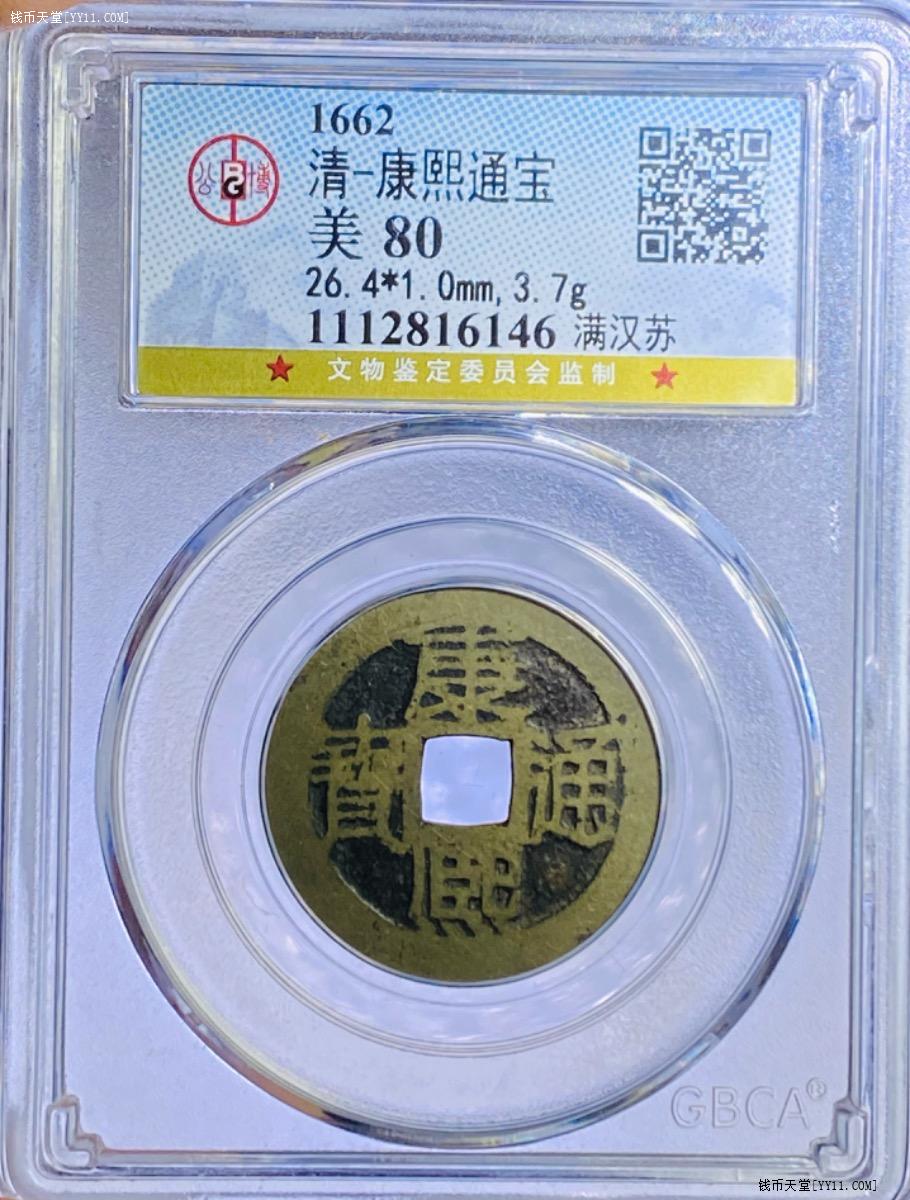 钱币天堂[YY11.COM]
1662
公 博
清-康熙通宝
美 80
26.4*1.0mm,3.7g
1112816146 满汉苏
★ 文物鉴定委员会监制 ★
康
寶 通
熙
GBCA®
钱币天堂[YY11.COM]